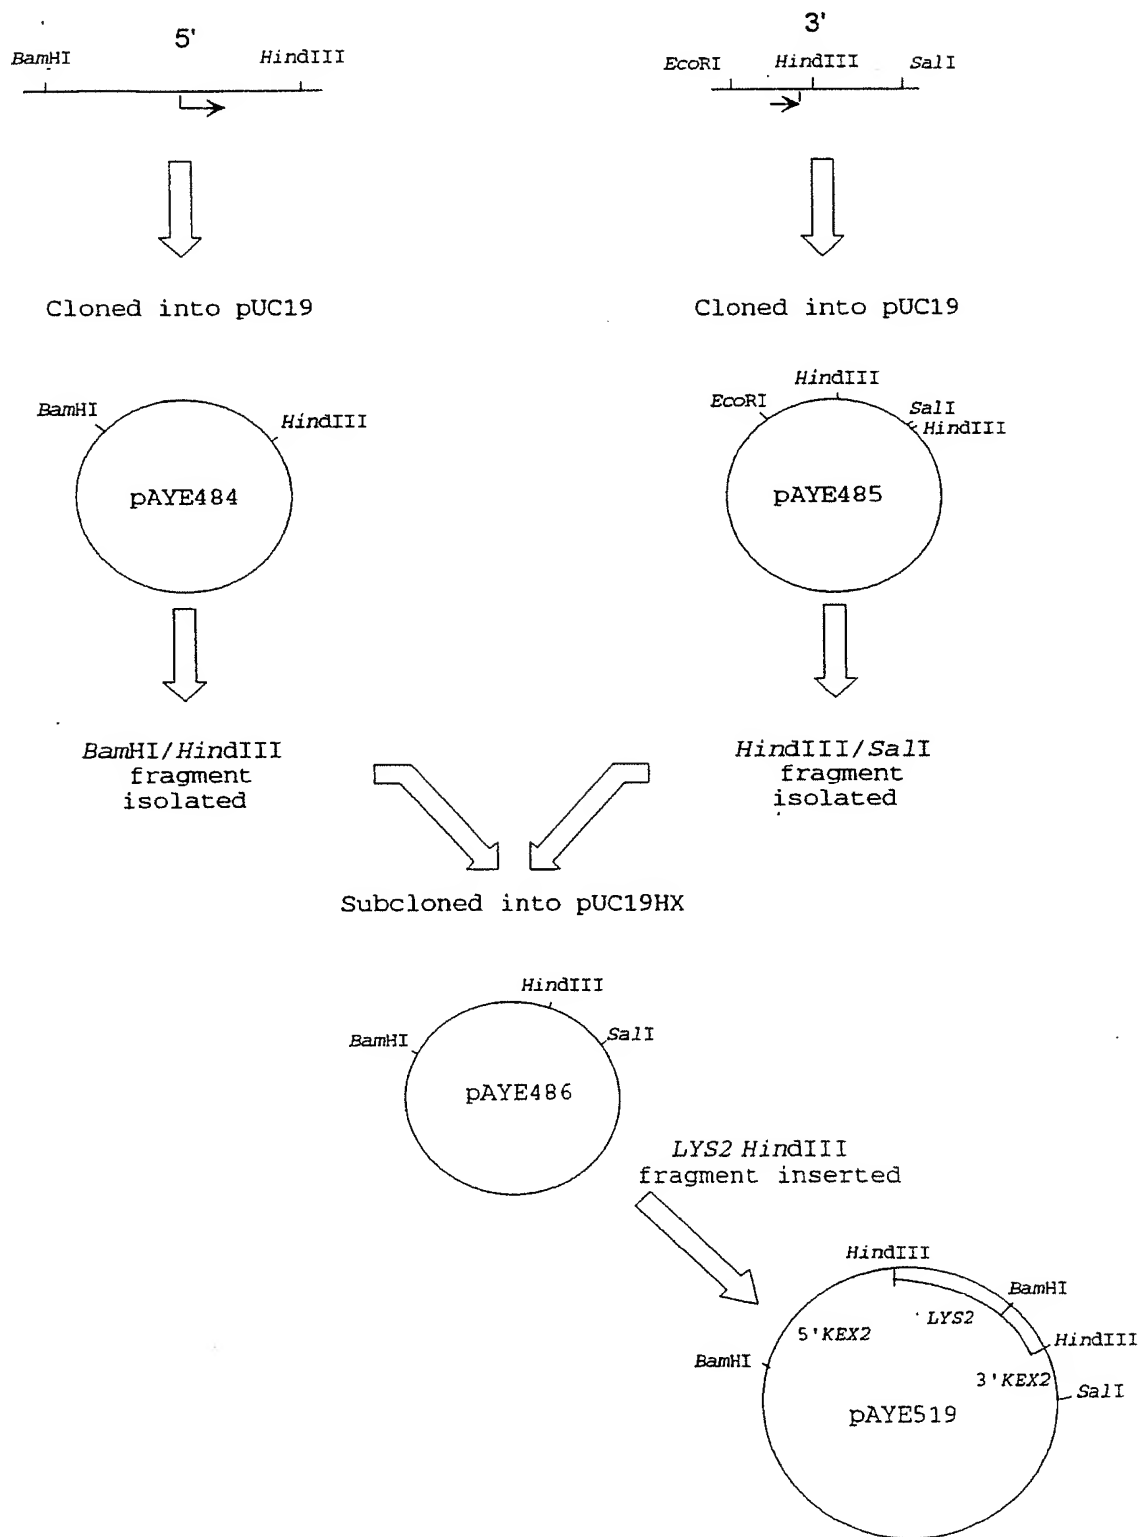 5'
BamHI
HindIII
3'
EcoRI
HindIII
SalI
Cloned into pUC19
Cloned into pUC19
BamHI
HindIII
pAYE484
HindIII
EcoRI
SalI
HindIII
pAYE485
BamHI/HindIII
fragment
isolated
HindIII/SalI
fragment
isolated
Subcloned into pUC19HX
HindIII
BamHI
SalI
pAYE486
LYS2 HindIII
fragment inserted
HindIII
BamHI
LYS2
5'KEX2
HindIII
BamHI
3'KEX2
SalI
pAYE519